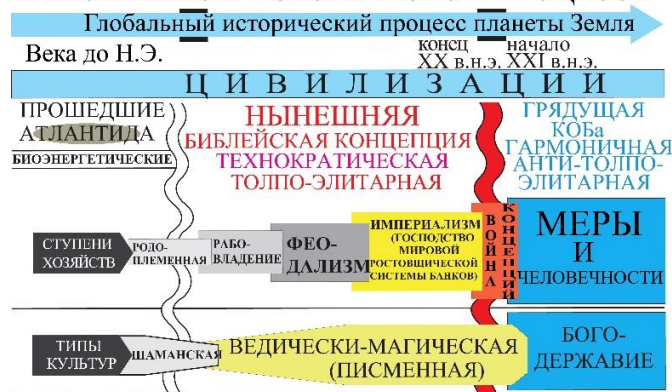 Глобальный исторический процесс планеты Земля
Века до Н.Э.
конец
XX в.н.э.
начало
XXI в.н.э.
ЦИВИЛИЗАЦИИ
ПРОШЕДШИЕ
АТЛАНТИДА
БИОЭНЕРГЕТИЧЕСКИЕ
НЫНЕШНЯЯ
БИБЛЕЙСКАЯ КОНЦЕПЦИЯ
ТЕХНОКРАТИЧЕСКАЯ
ТОЛПО-ЭЛИТАРНАЯ
ГРЯДУЩАЯ
КОБа
ГАРМОНИЧНАЯ
АНТИ-ТОЛПО-
ЭЛИТАРНАЯ
СТУПЕНИ
ХОЗЯЙСТВ
РОДО-
ПЛЕМЕННАЯ
РАБО-
ВЛАДЕНИЕ
ФЕО-
ДАЛИЗМ
ИМПЕРИАЛИЗМ
(ГОСПОДСТВО
МИРОВОЙ
РОСТОВЩИЧЕСКОЙ
СИСТЕМЫ БАНКОВ)
ВОЙНА
КОНЦЕПЦИЙ
МЕРЫ
И
ЧЕЛОВЕЧНОСТИ
ТИПЫ
КУЛЬТУР
ШАМАНСКАЯ
ВЕДИЧЕСКИ-МАГИЧЕСКАЯ
(ПИСМЕННАЯ)
БОГО-
ДЕРЖАВИЕ